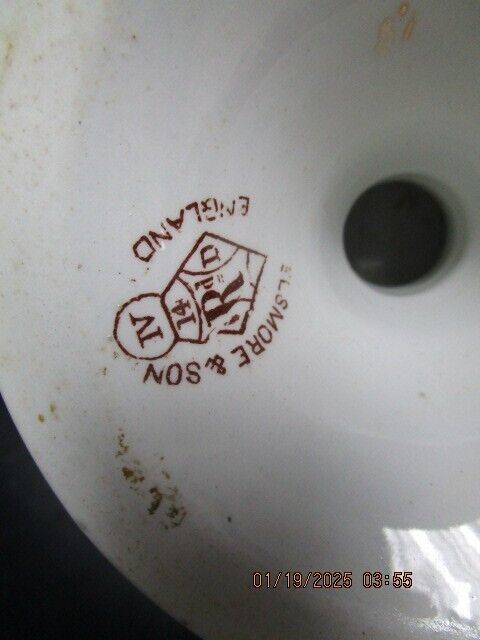 ENGLAND
IV
14
Rd
D
ELSMORE & SON
01/19/2025 03:55